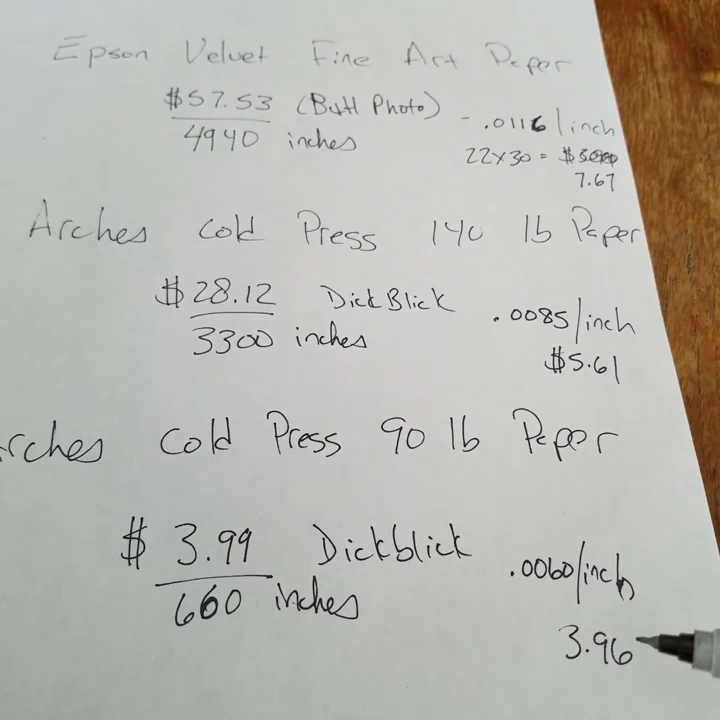 Epson Velvet Fine Art Paper
$57.53 (Butt Photo)
4940 inches
- .0116/inch
22x30 =
7.67
Arches Cold Press 140 lb Paper
$28.12 DickBlick
3300 inches
.0085/inch
$5.61
rches Cold Press 90 lb Paper
$3.99 Dickblick
660 inches
.0060/inch
3.96